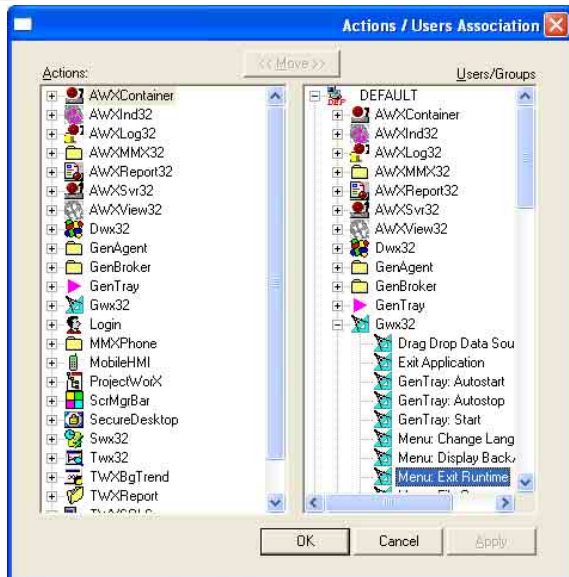 Actions / Users Association
<< Move >>
Actions:
Users/Groups
AWXContainer
AWXInd32
AWXLog32
AWXMMX32
AWXReport32
AWXSvr32
AWXView32
Dwx32
GenAgent
GenBroker
GenTray
Gwx32
Login
MMXPhone
MobileHMI
ProjectWorX
ScrMgrBar
SecureDesktop
Swx32
Twx32
TWXBgTrend
TWXReport
DEFAULT
AWXContainer
AWXInd32
AWXLog32
AWXMMX32
AWXReport32
AWXSvr32
AWXView32
Dwx32
GenAgent
GenBroker
GenTray
Gwx32
Drag Drop Data Sou
Exit Application
GenTray: Autostart
GenTray: Autostop
GenTray: Start
Menu: Change Lang
Menu: Display Back
Menu: Exit Runtime
OK
Cancel
Apply